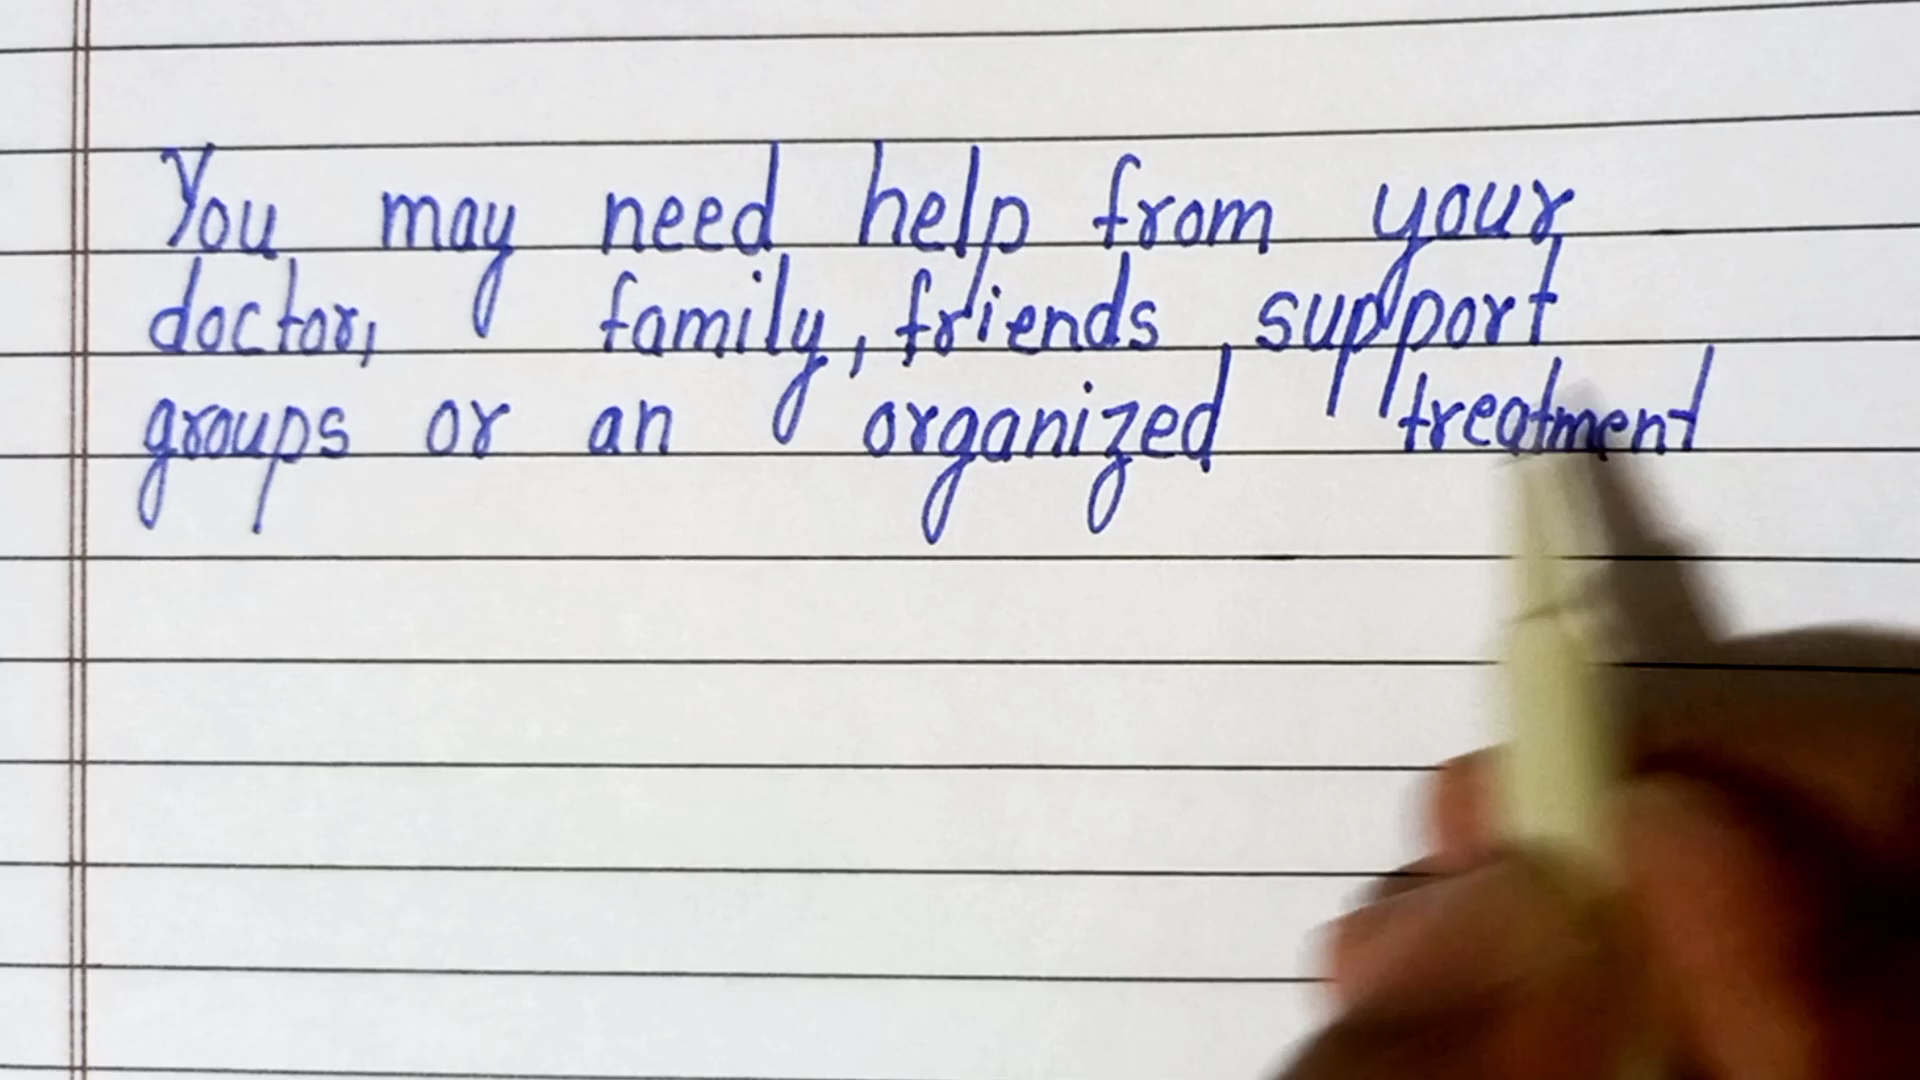 You may need help from your
doctor, family, friends, support
groups or an organized treatment